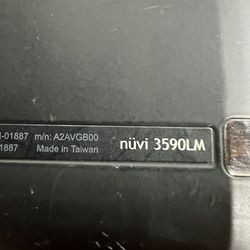 -01887 m/n: A2AVGB00
1887 Made in Taiwan nüvi 3590LM